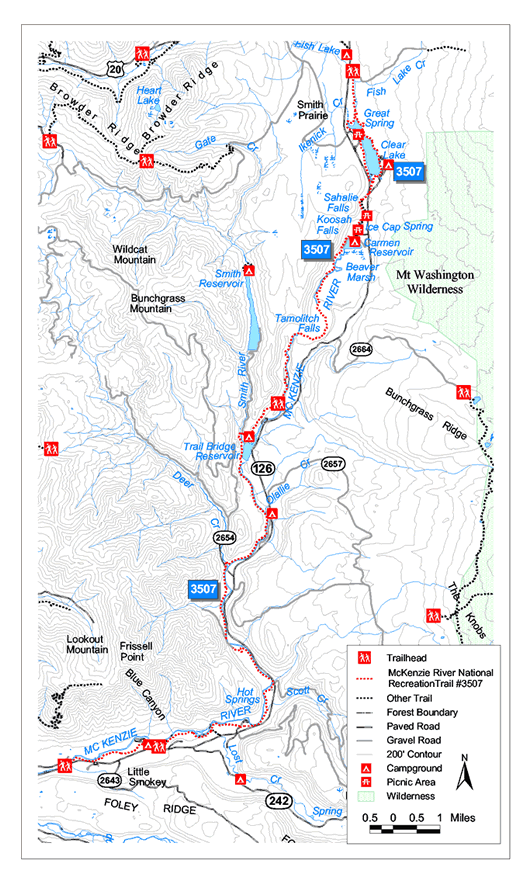 Fish Lake
20
Heart
Lake
Browder Ridge
Browder Ridge
Gate
Cr
Smith
Prairie
Ikenick
Cr
Fish
Lake Cr
Great
Spring
Clear
Lake
3507
Sahalie
Falls
Koosah
Falls
Ice Cap Spring
3507
Carmen
Reservoir
Beaver
Marsh
Mt Washington
Wilderness
Wildcat
Mountain
Smith
Reservoir
Bunchgrass
Mountain
RIVER
Tamolitch
Falls
2664
Smith River
MCKENZIE
Bunchgrass
Ridge
Trail Bridge
Reservoir
126
Cr
2657
Deer
Cr
Olallie
2654
3507
The Knobs
Lookout
Mountain
Frissell
Point
Blue Canyon
Hot
Springs
Scott Cr
MC KENZIE
RIVER
Lost
Cr
Little
Smokey
2643
242
Spring
FOLEY RIDGE
FO
Trailhead
McKenzie River National
RecreationTrail #3507
Other Trail
Forest Boundary
Paved Road
Gravel Road
200' Contour
Campground
N
Picnic Area
Wilderness
0.5 0 0.5 1 Miles